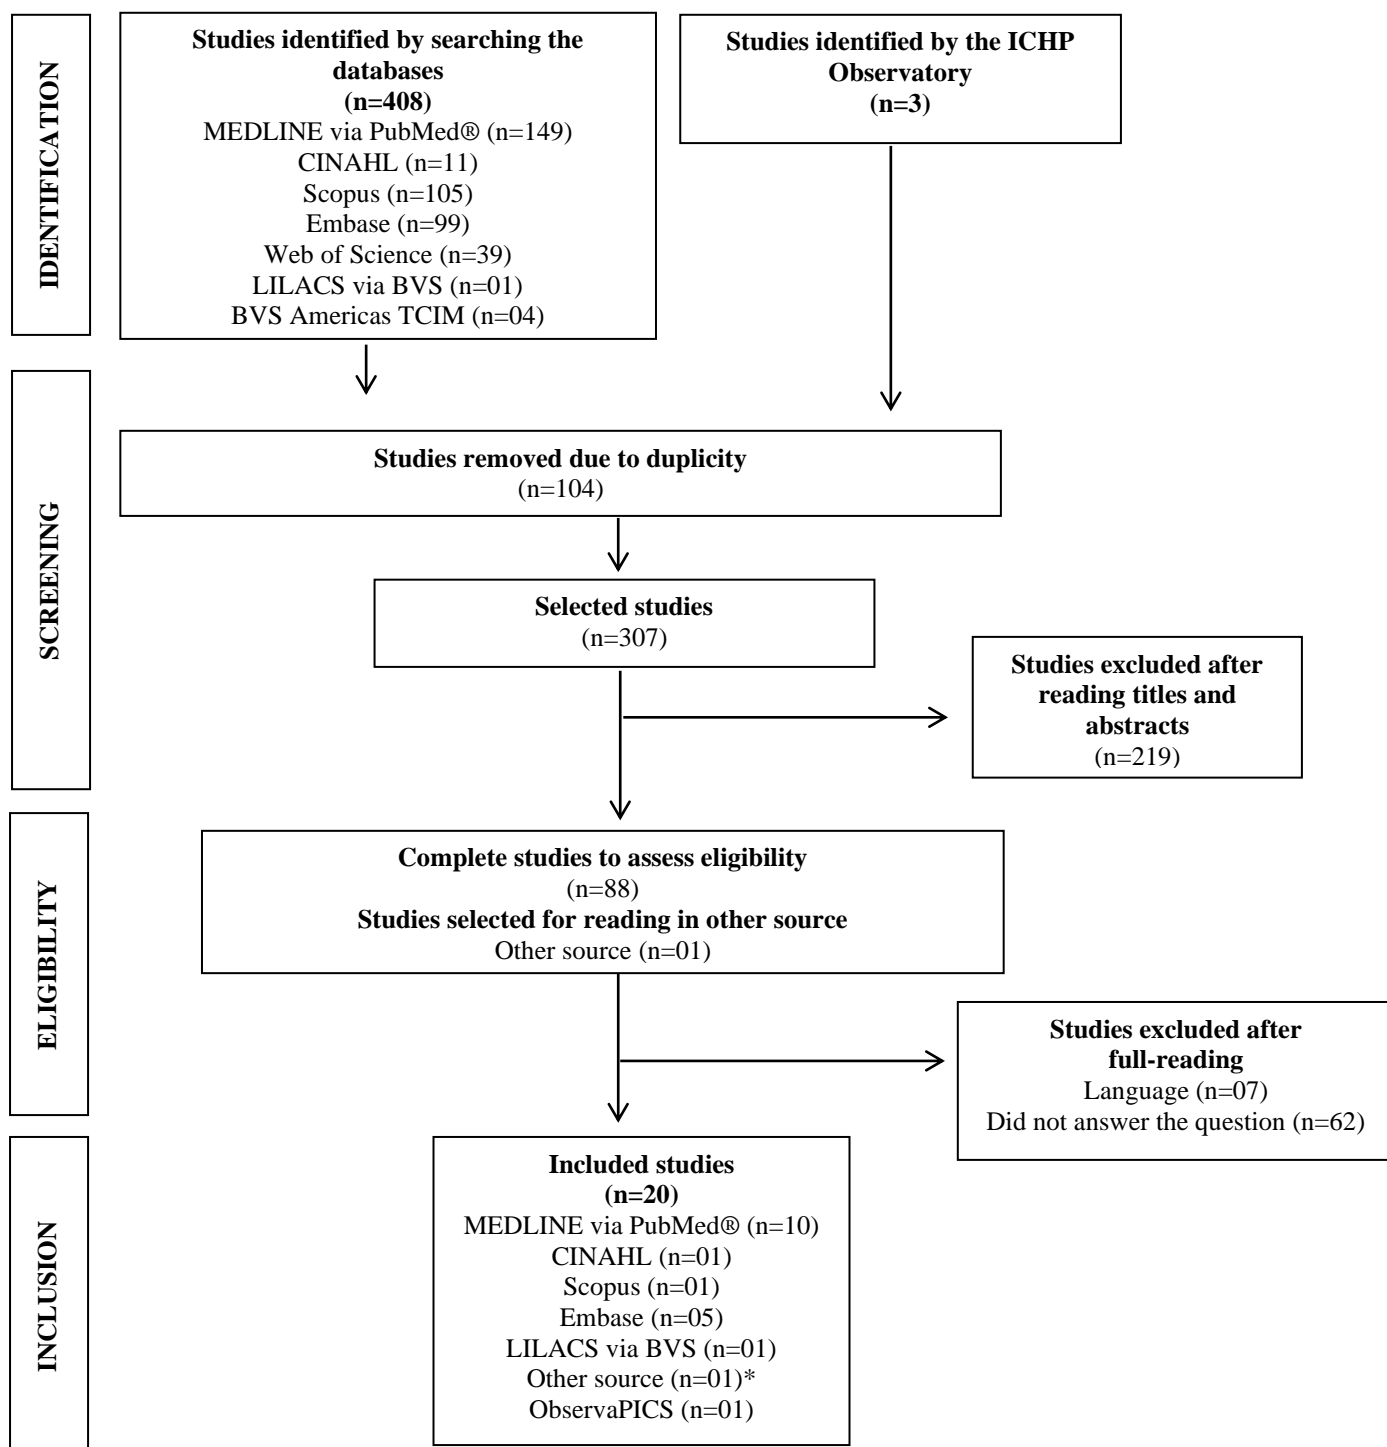 IDENTIFICATION
Studies identified by searching the
databases
(n=408)
MEDLINE via PubMed® (n=149)
CINAHL (n=11)
Scopus (n=105)
Embase (n=99)
Web of Science (n=39)
LILACS via BVS (n=01)
BVS Americas TCIM (n=04)
Studies identified by the ICHP
Observatory
(n=3)
SCREENING
Studies removed due to duplicity
(n=104)
Selected studies
(n=307)
Studies excluded after
reading titles and
abstracts
(n=219)
ELIGIBILITY
Complete studies to assess eligibility
(n=88)
Studies selected for reading in other source
Other source (n=01)
Studies excluded after
full-reading
Language (n=07)
Did not answer the question (n=62)
INCLUSION
Included studies
(n=20)
MEDLINE via PubMed® (n=10)
CINAHL (n=01)
Scopus (n=01)
Embase (n=05)
LILACS via BVS (n=01)
Other source (n=01)*
ObservaPICS (n=01)